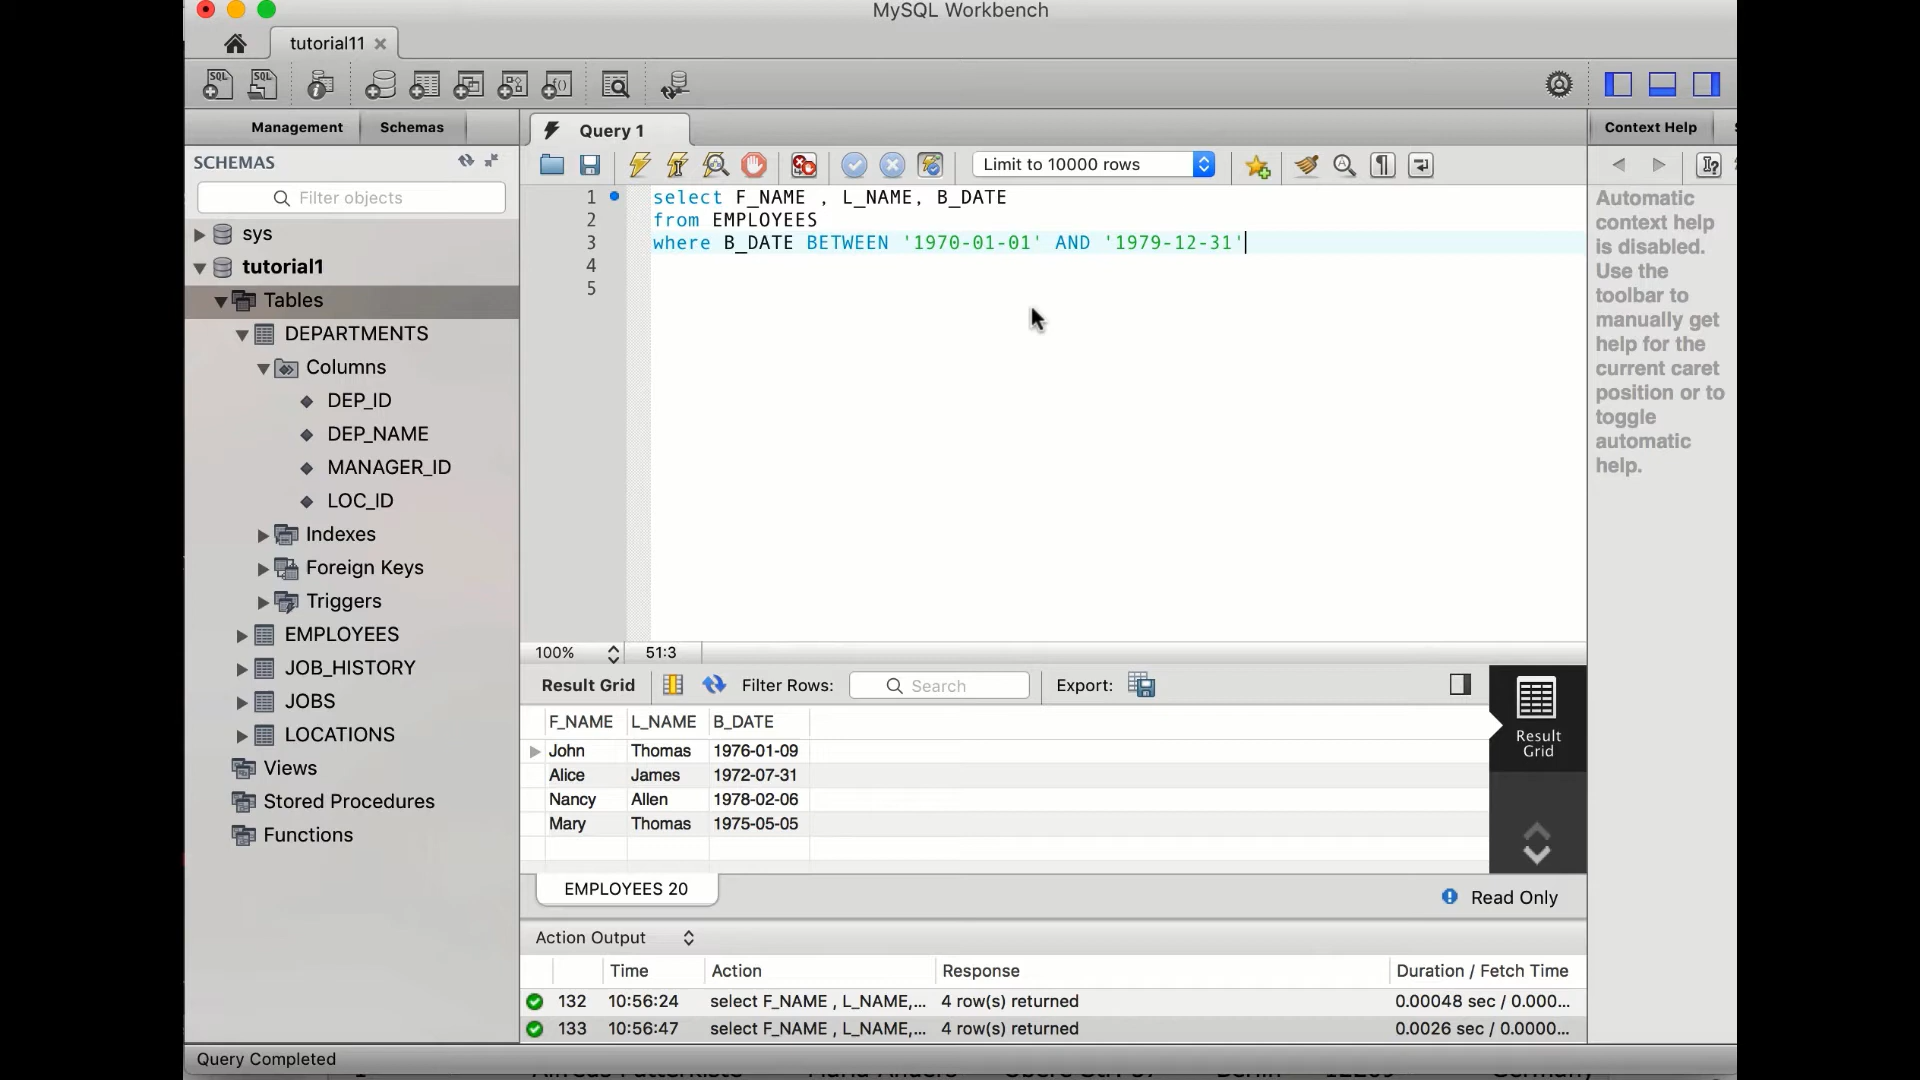 MySQL Workbench
tutorial11
SQL SQL
Management Schemas
SCHEMAS
Filter objects
sys
tutorial1
Tables
DEPARTMENTS
Columns
DEP_ID
DEP_NAME
MANAGER_ID
LOC_ID
Indexes
Foreign Keys
Triggers
EMPLOYEES
JOB_HISTORY
JOBS
LOCATIONS
Views
Stored Procedures
Functions
Query 1
Limit to 10000 rows
1 select F_NAME , L_NAME, B_DATE
2 from EMPLOYEES
3 where B_DATE BETWEEN '1970-01-01' AND '1979-12-31'
4
5
100% 51:3
Result Grid Filter Rows: Search Export:
F_NAME L_NAME B_DATE
John Thomas 1976-01-09
Alice James 1972-07-31
Nancy Allen 1978-02-06
Mary Thomas 1975-05-05
Result
Grid
EMPLOYEES 20
Read Only
Action Output
Time Action Response Duration / Fetch Time
132 10:56:24 select F_NAME , L_NAME,... 4 row(s) returned 0.00048 sec / 0.000...
133 10:56:47 select F_NAME , L_NAME,... 4 row(s) returned 0.0026 sec / 0.0000...
Context Help
Automatic
context help
is disabled.
Use the
toolbar to
manually get
help for the
current caret
position or to
toggle
automatic
help.
Query Completed